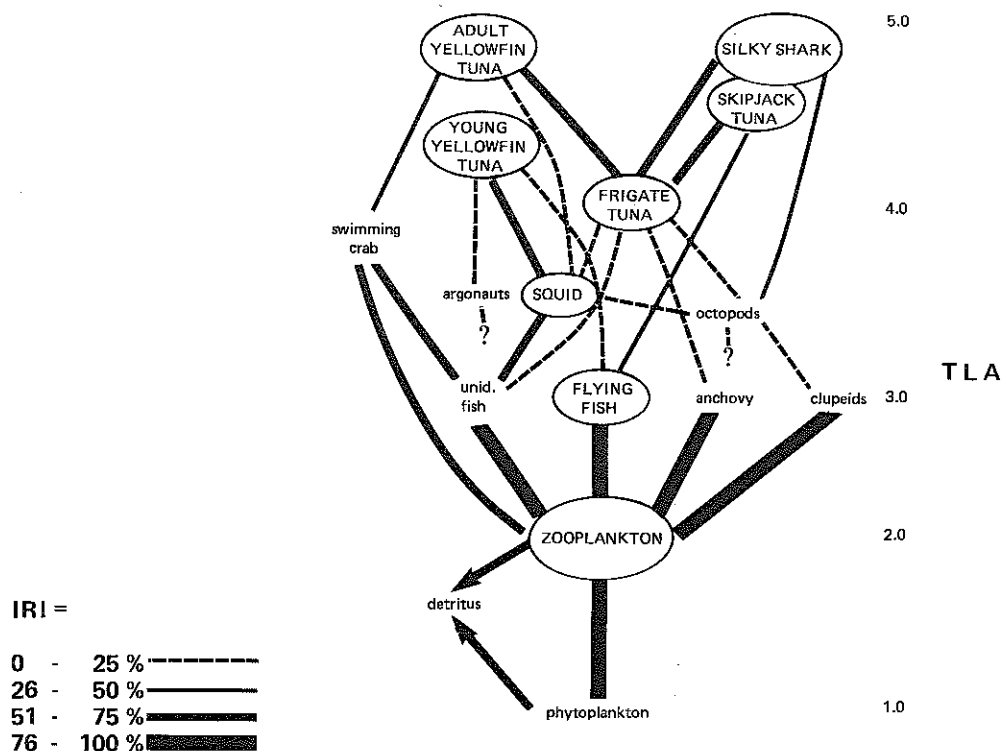 5.0
ADULT
YELLOWFIN
TUNA
SILKY SHARK
SKIPJACK
TUNA
YOUNG
YELLOWFIN
TUNA
FRIGATE
TUNA
4.0
swimming
crab
argonauts
SQUID
octopods
?
?
TLA
unid.
fish
FLYING
FISH
anchovy
clupeids
3.0
ZOOPLANKTON
2.0
detritus
IRI =
0 - 25 %
26 - 50 %
51 - 75 %
76 - 100 %
phytoplankton
1.0